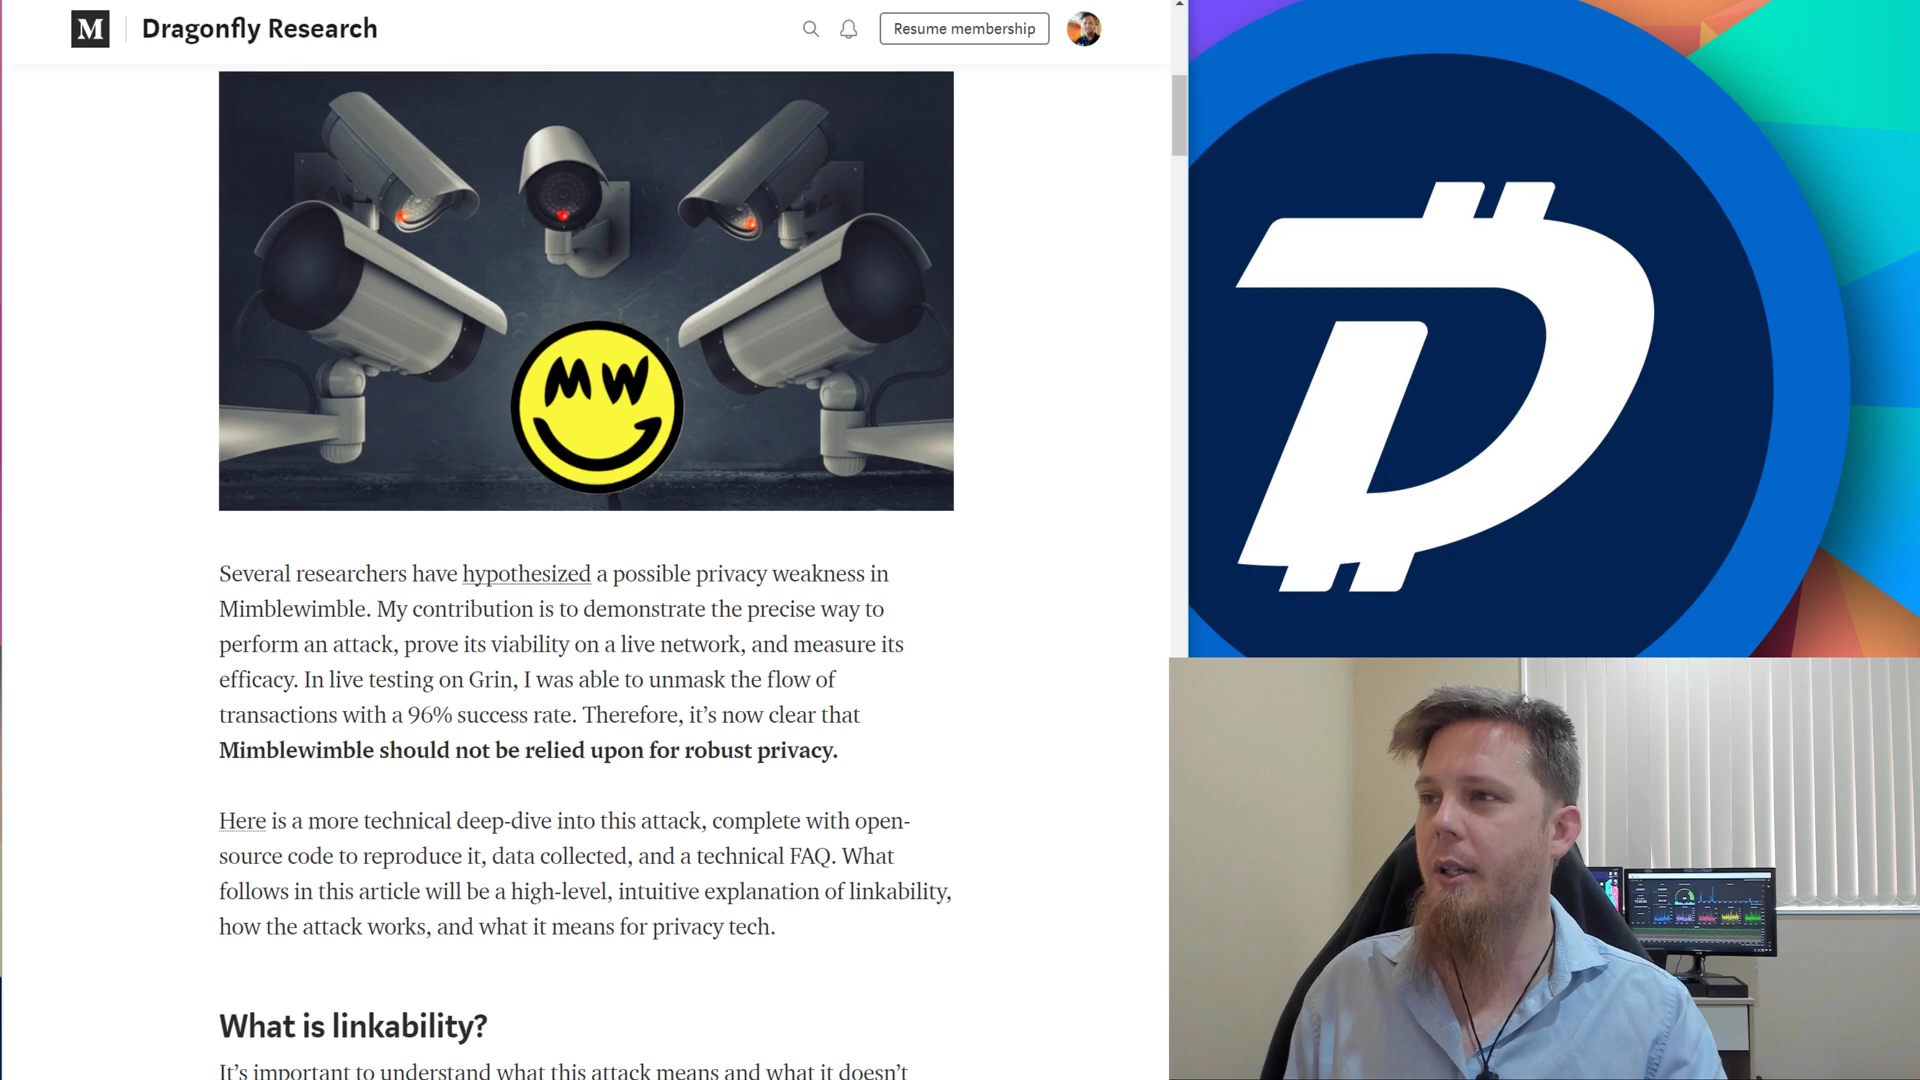 M
Dragonfly Research
Resume membership
MW
Several researchers have hypothesized a possible privacy weakness in
Mimblewimble. My contribution is to demonstrate the precise way to
perform an attack, prove its viability on a live network, and measure its
efficacy. In live testing on Grin, I was able to unmask the flow of
transactions with a 96% success rate. Therefore, it’s now clear that
Mimblewimble should not be relied upon for robust privacy.
Here is a more technical deep-dive into this attack, complete with open-
source code to reproduce it, data collected, and a technical FAQ. What
follows in this article will be a high-level, intuitive explanation of linkability,
how the attack works, and what it means for privacy tech.
What is linkability?
It’s important to understand what this attack means and what it doesn’t